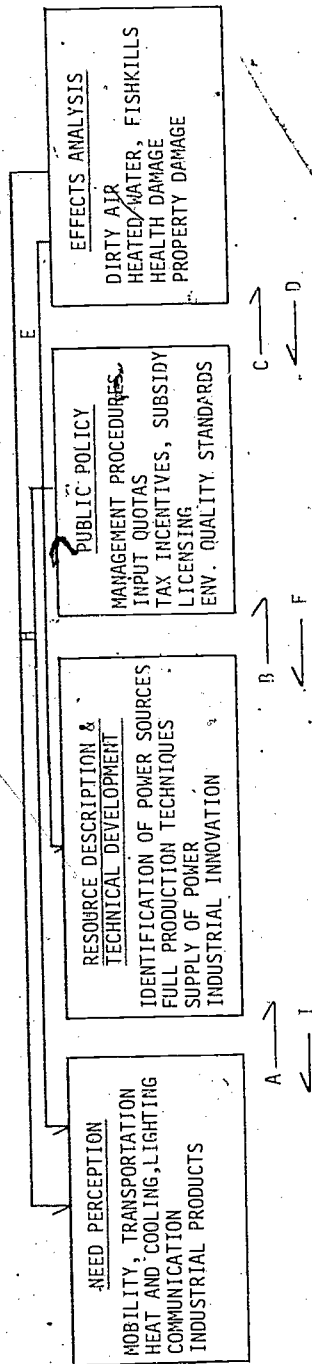 NEED PERCEPTION
MOBILITY, TRANSPORTATION
HEAT AND COOLING, LIGHTING
COMMUNICATION
INDUSTRIAL PRODUCTS
RESOURCE DESCRIPTION &
TECHNICAL DEVELOPMENT
IDENTIFICATION OF POWER SOURCES
FULL PRODUCTION TECHNIQUES
SUPPLY OF POWER
INDUSTRIAL INNOVATION
?
PUBLIC POLICY
MANAGEMENT PROCEDURES
INPUT QUOTAS
TAX INCENTIVES, SUBSIDY
LICENSING
ENV. QUALITY STANDARDS
EFFECTS ANALYSIS
DIRTY AIR
HEATED/WATER, FISHKILLS
HEALTH DAMAGE
PROPERTY DAMAGE
H
E
A
I
B
F
C
D